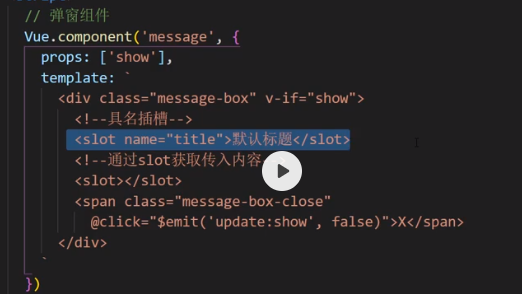 // 弹窗组件
Vue.component('message', {
props: ['show'],
template: `
<div class="message-box" v-if="show">
<!--具名插槽-->
<slot name="title">默认标题</slot>
<!--通过slot获取传入内容
<slot></slot>
<span class="message-box-close"
@click="$emit('update:show', false)">X</span>
</div>
`
})